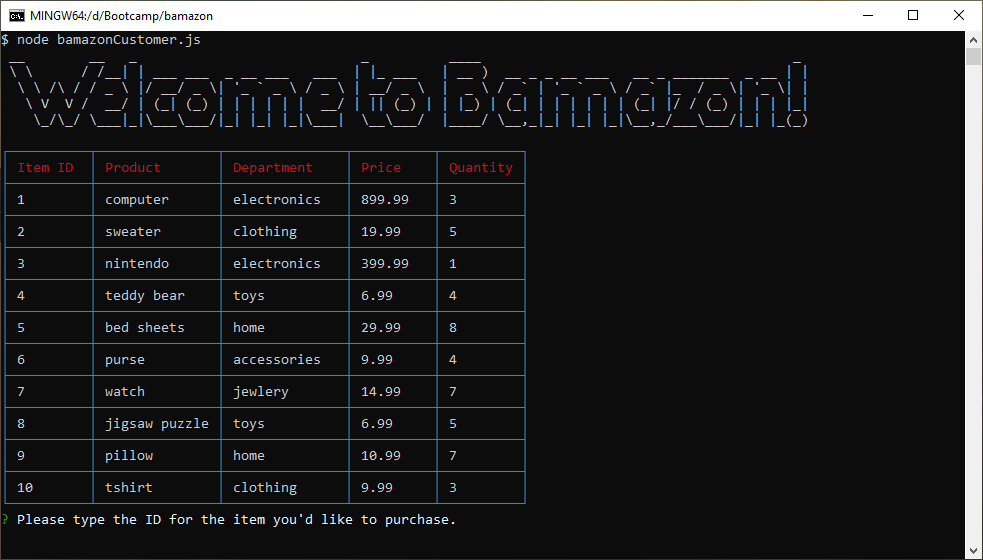 MINGW64:/d/Bootcamp/bamazon
$ node bamazonCustomer.js
Welcome to Bamazon!
Item ID Product Department Price Quantity
1 computer electronics 899.99 3
2 sweater clothing 19.99 5
3 nintendo electronics 399.99 1
4 teddy bear toys 6.99 4
5 bed sheets home 29.99 8
6 purse accessories 9.99 4
7 watch jewlery 14.99 7
8 jigsaw puzzle toys 6.99 5
9 pillow home 10.99 7
10 tshirt clothing 9.99 3
? Please type the ID for the item you'd like to purchase.